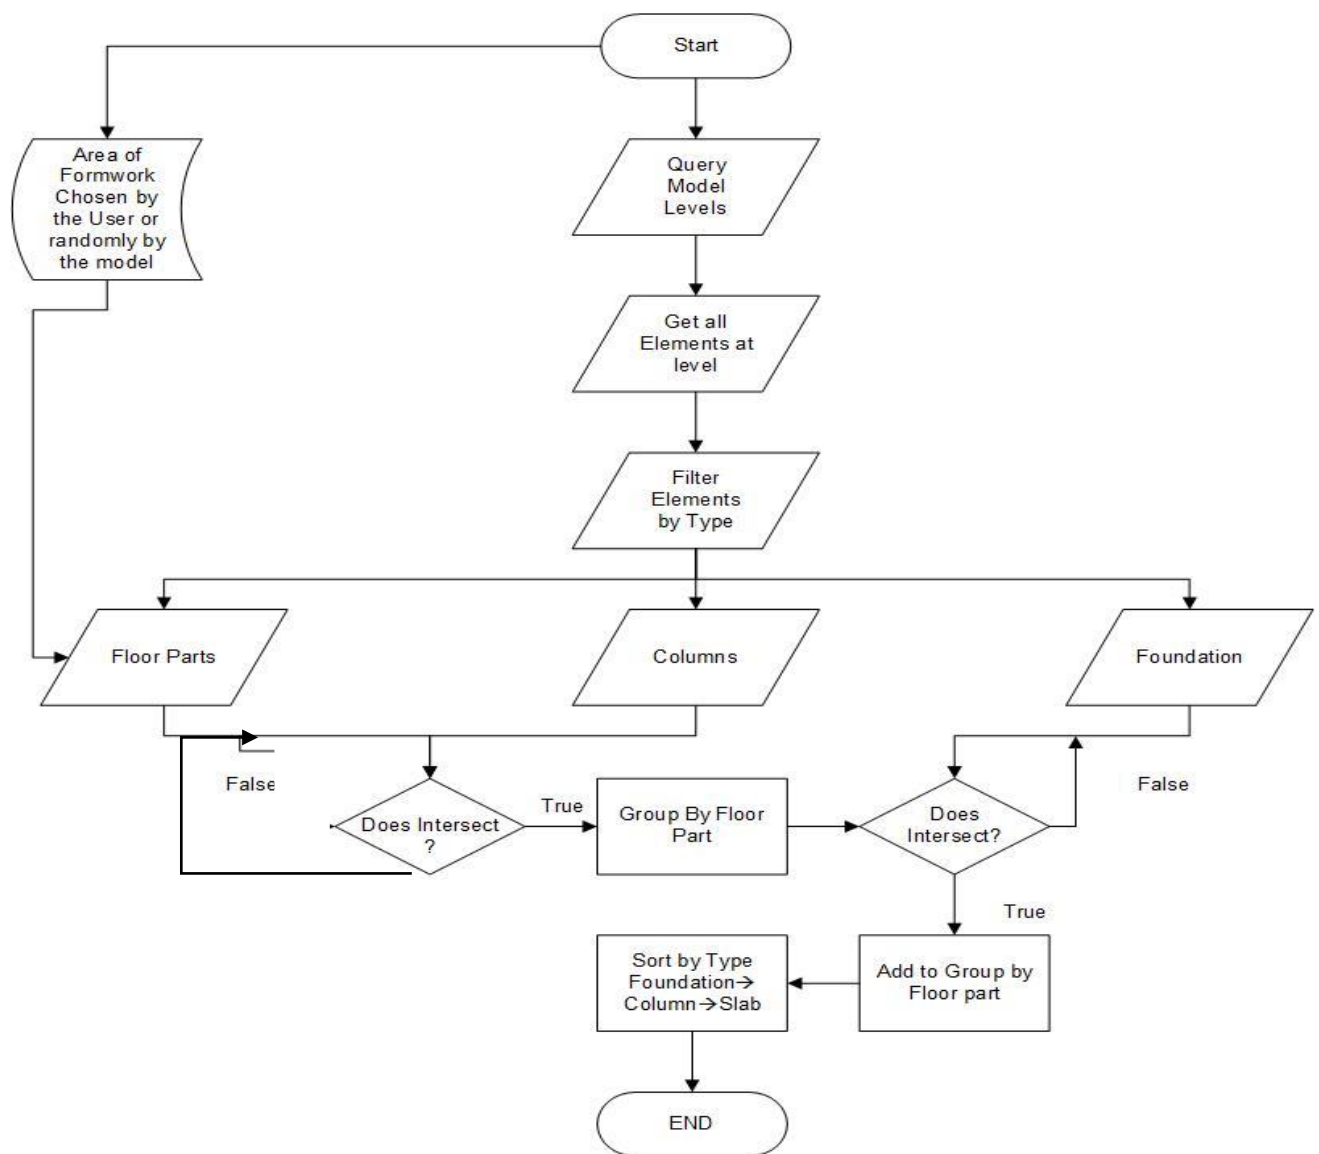 Start
Area of
Formwork
Chosen by
the User or
randomly by
the model
Query
Model
Levels
Get all
Elements at
level
Filter
Elements
by Type
Floor Parts
Columns
Foundation
False
Does Intersect
?
True
Group By Floor
Part
Does
Intersect?
False
True
Sort by Type
Foundation→
Column→Slab
Add to Group by
Floor part
END